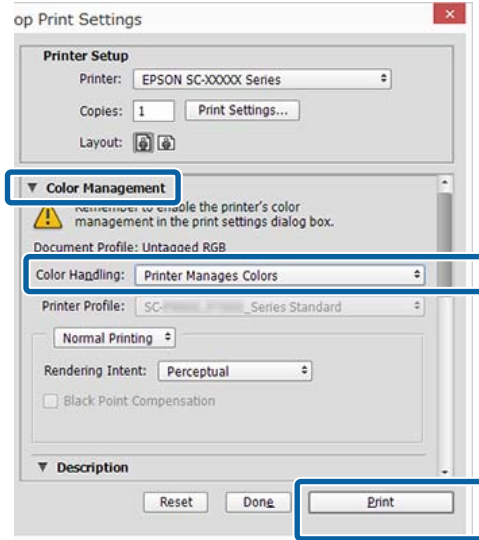 op Print Settings
Printer Setup
Printer: EPSON SC-XXXXX Series
Copies: 1 Print Settings...
Layout:
Color Management
Remember to enable the printer's color
management in the print settings dialog box.
Document Profile: Untagged RGB
Color Handling: Printer Manages Colors
Printer Profile: SC- _Series Standard
Normal Printing
Rendering Intent: Perceptual
Black Point Compensation
Description
Reset Done Print